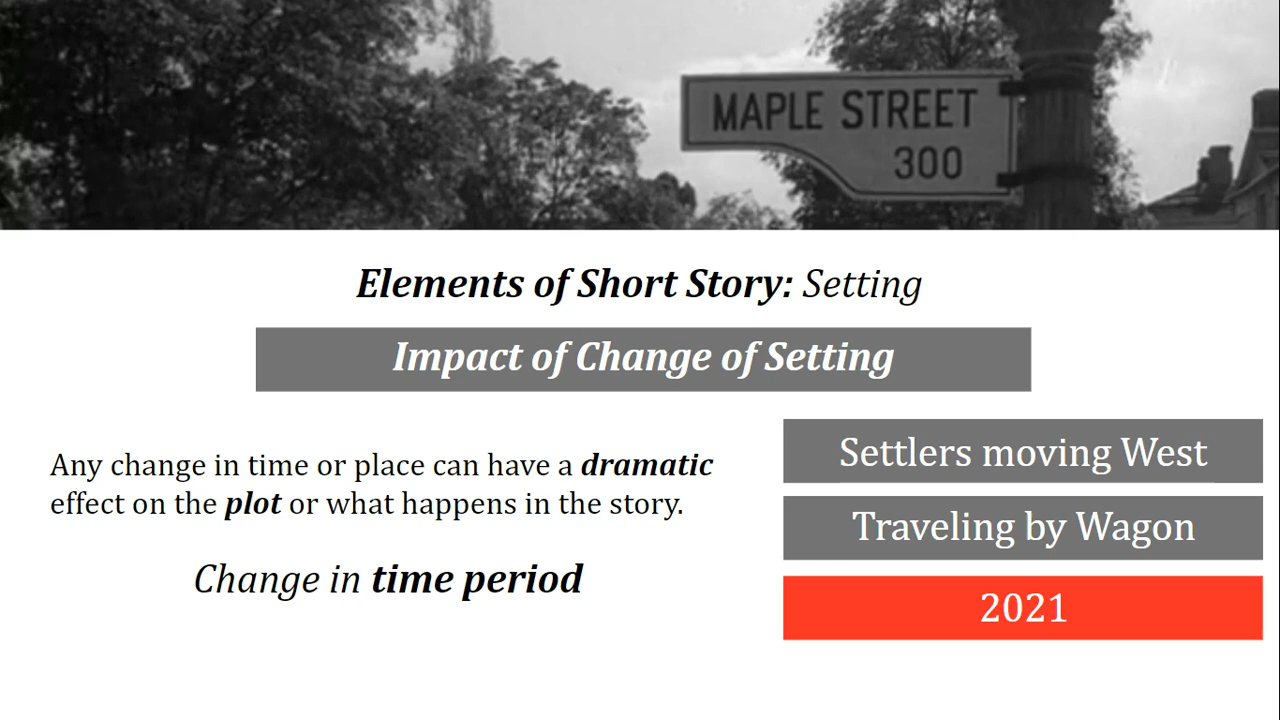 MAPLE STREET
300
Elements of Short Story: Setting
Impact of Change of Setting
Any change in time or place can have a dramatic
effect on the plot or what happens in the story.
Change in time period
Settlers moving West
Traveling by Wagon
2021